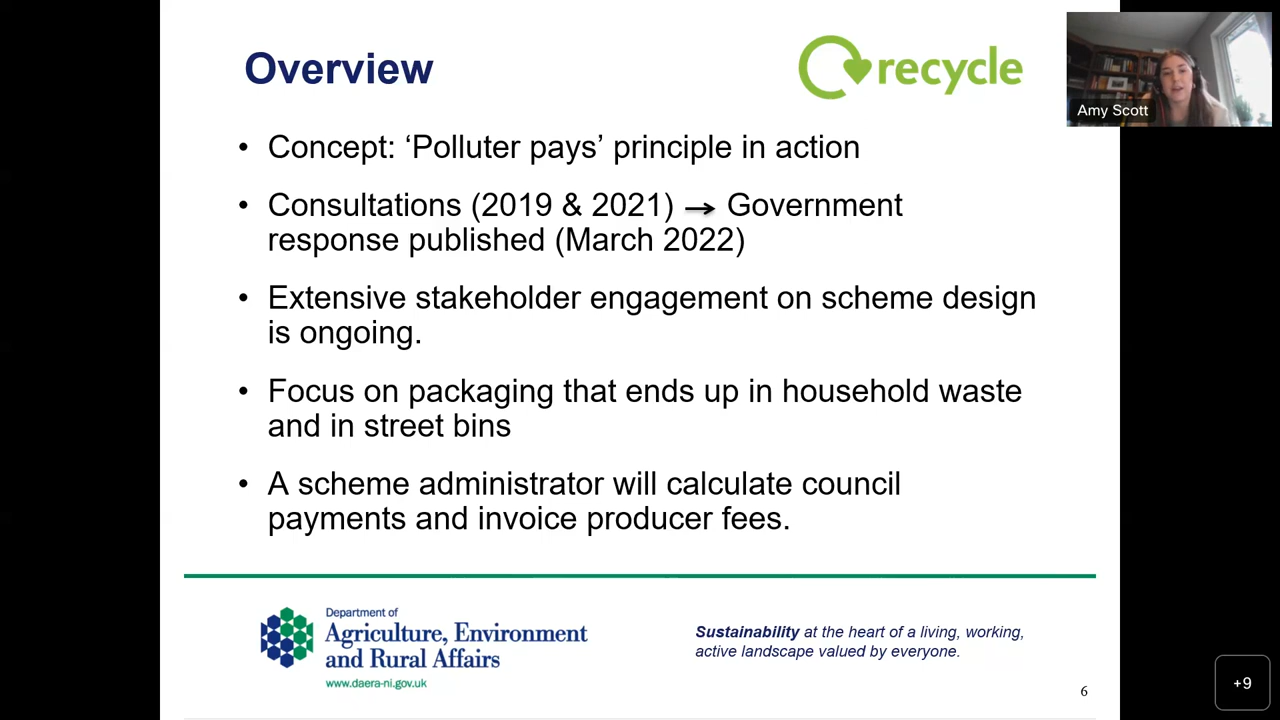 Overview
recycle
Amy Scott
• Concept: ‘Polluter pays’ principle in action
• Consultations (2019 & 2021) → Government
response published (March 2022)
• Extensive stakeholder engagement on scheme design
is ongoing.
• Focus on packaging that ends up in household waste
and in street bins
• A scheme administrator will calculate council
payments and invoice producer fees.
Department of
Agriculture, Environment
and Rural Affairs
www.daera-ni.gov.uk
Sustainability at the heart of a living, working,
active landscape valued by everyone.
6
+9